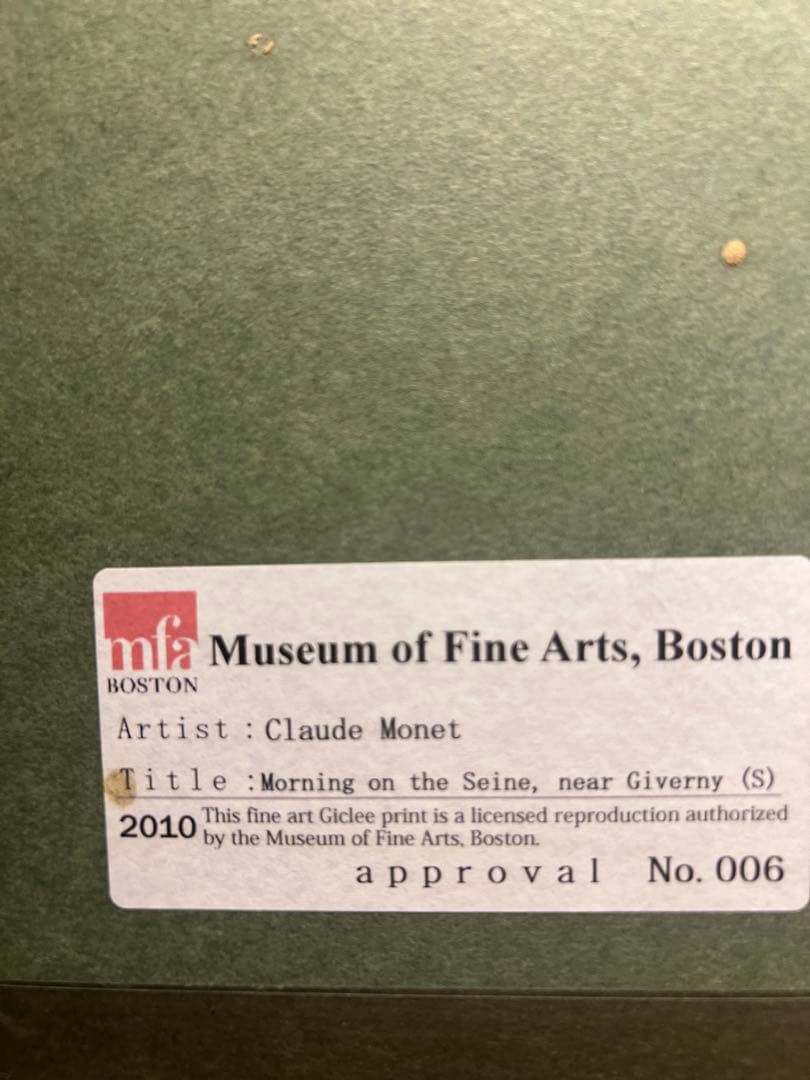 mfa
BOSTON
Museum of Fine Arts, Boston
Artist : Claude Monet
Title : Morning on the Seine, near Giverny (S)
2010 This fine art Giclee print is a licensed reproduction authorized
by the Museum of Fine Arts, Boston.
approval No. 006